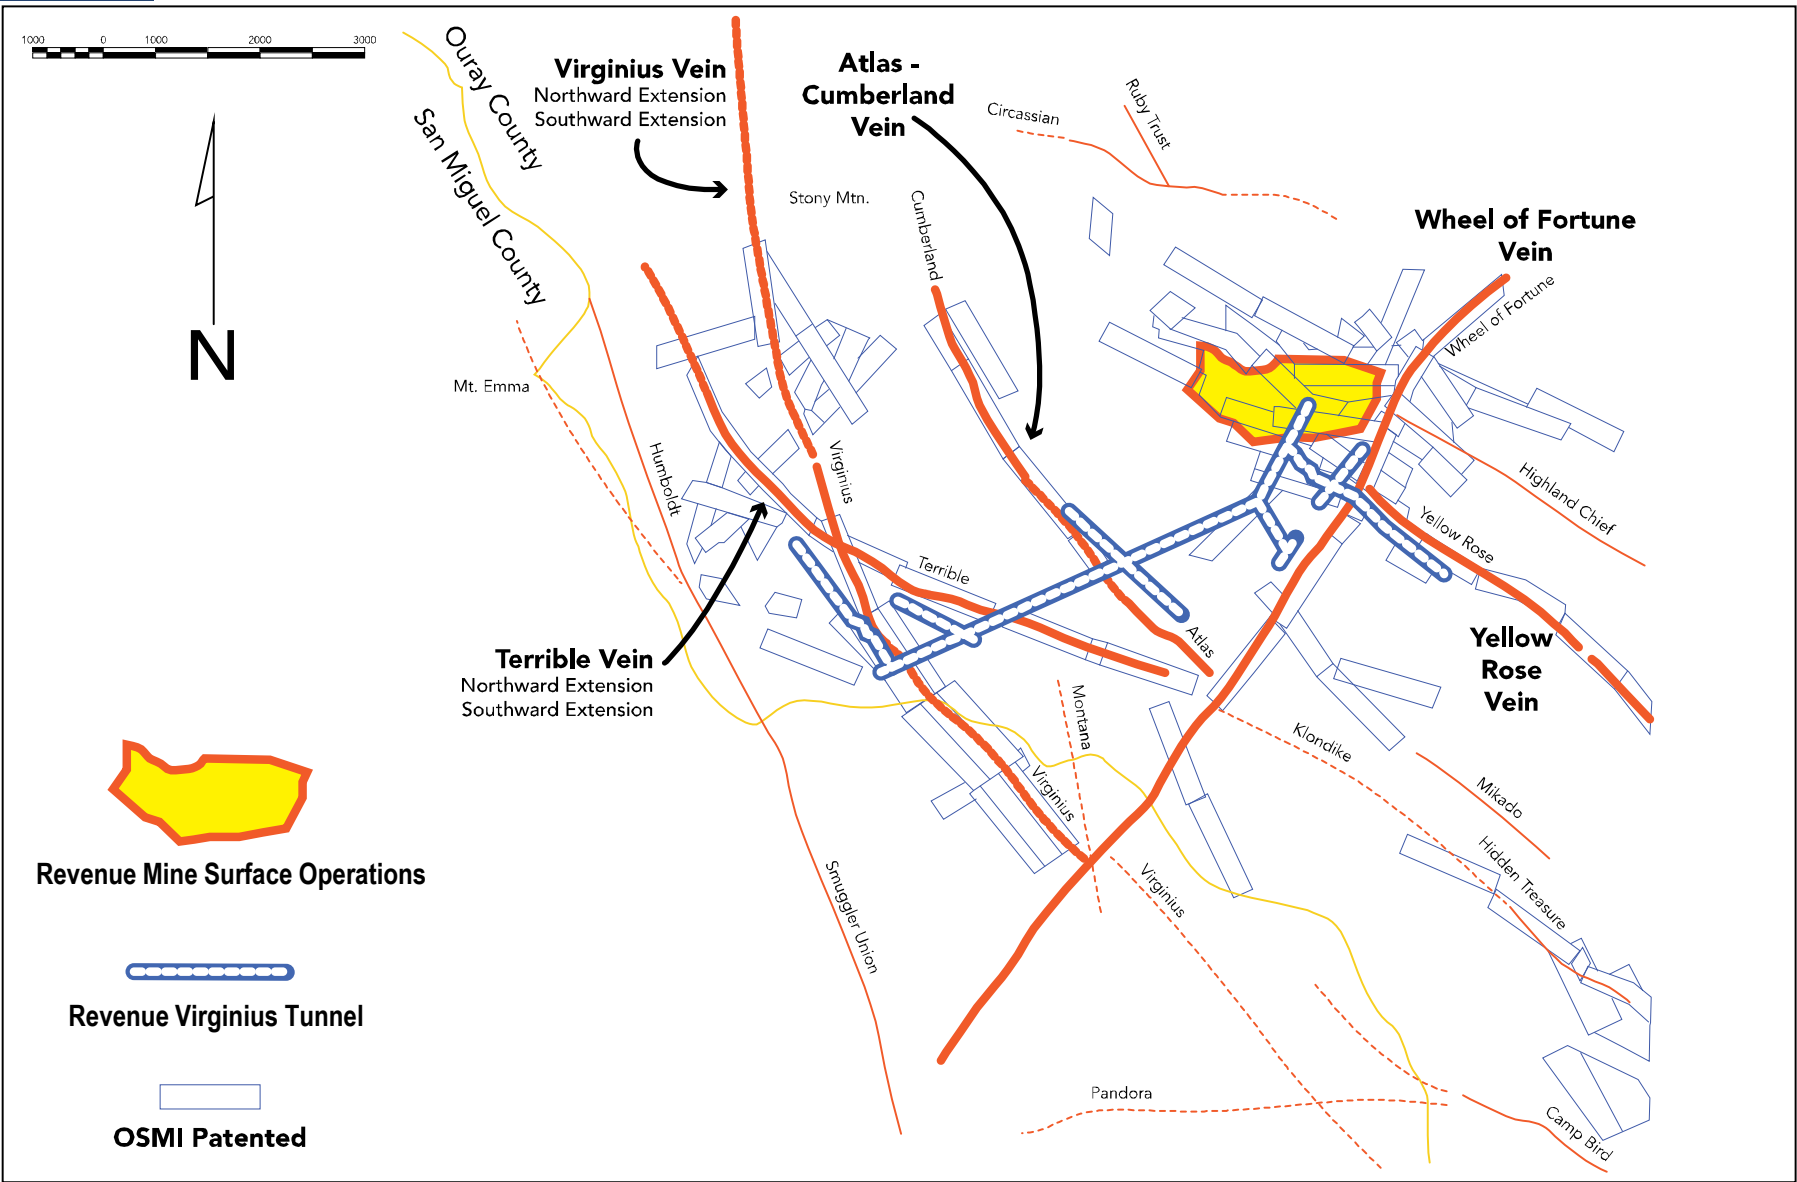 1000 0 1000 2000 3000
N
Ouray County
San Miguel County
Virginius Vein
Northward Extension
Southward Extension
Atlas -
Cumberland
Vein
Circassian
Ruby Trust
Stony Mtn.
Cumberland
Wheel of Fortune
Vein
Wheel of Fortune
Mt. Emma
Humboldt
Virginius
Highland Chief
Yellow Rose
Terrible
Atlas
Yellow
Rose
Vein
Terrible Vein
Northward Extension
Southward Extension
Montana
Klondike
Mikado
Virginius
Hidden Treasure
Smuggler Union
Virginius
Pandora
Camp Bird
Revenue Mine Surface Operations
Revenue Virginius Tunnel
OSMI Patented